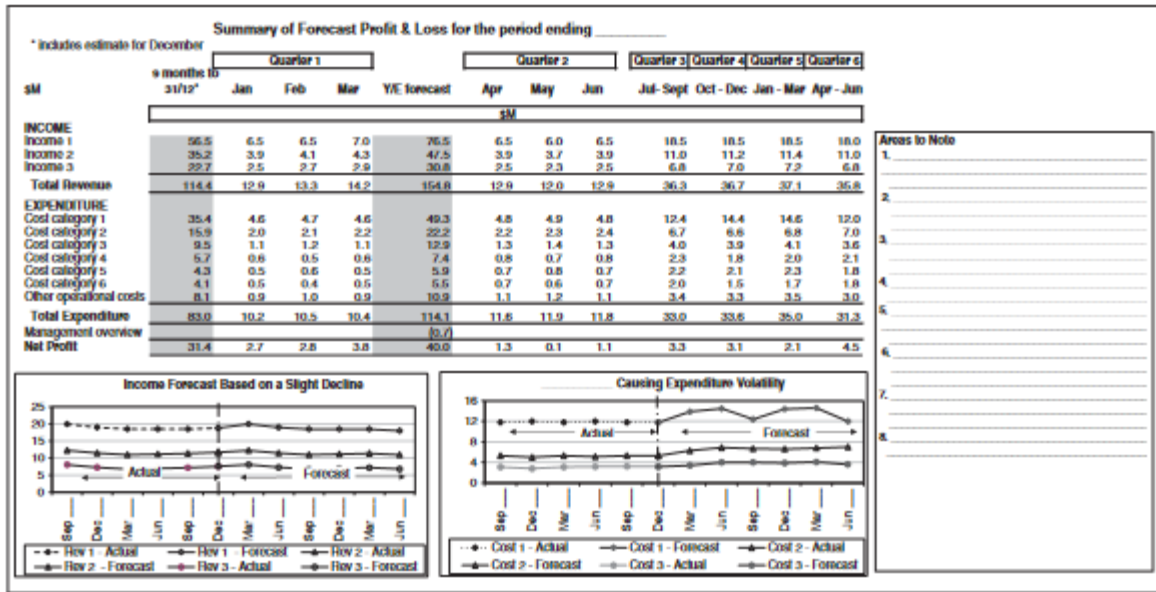 Summary of Forecast Profit & Loss for the period ending
* Includes estimate for December
Quarter 1 Quarter 2 Quarter 3 Quarter 4 Quarter 5 Quarter 6
9 months to
$M 31/12* Jan Feb Mar Y/E forecast Apr May Jun Jul- Sept Oct - Dec Jan - Mar Apr - Jun
$M
INCOME
Income 1 56.5 6.5 6.5 7.0 76.5 6.5 6.0 6.5 18.5 18.5 18.5 18.0
Income 2 35.2 3.9 4.1 4.3 47.5 3.9 3.7 3.9 11.0 11.2 11.4 11.0
Income 3 22.7 2.5 2.7 2.9 30.8 2.5 2.3 2.5 6.8 7.0 7.2 6.8
Total Revenue 114.4 12.9 13.3 14.2 154.8 12.9 12.0 12.9 36.3 36.7 37.1 35.8
EXPENDITURE
Cost category 1 35.4 4.6 4.7 4.6 49.3 4.8 4.9 4.8 12.4 14.4 14.6 12.0
Cost category 2 15.9 2.0 2.1 2.2 22.2 2.2 2.3 2.4 6.7 6.6 6.8 7.0
Cost category 3 9.5 1.1 1.2 1.1 12.9 1.3 1.4 1.3 4.0 3.9 4.1 3.6
Cost category 4 5.7 0.6 0.5 0.6 7.4 0.8 0.7 0.8 2.3 1.8 2.0 2.1
Cost category 5 4.3 0.5 0.6 0.5 5.9 0.7 0.8 0.7 2.2 2.1 2.3 1.8
Cost category 6 4.1 0.5 0.4 0.5 5.5 0.7 0.6 0.7 2.0 1.5 1.7 1.8
Other operational costs 8.1 0.9 1.0 0.9 10.9 1.1 1.2 1.1 3.4 3.3 3.5 3.0
Total Expenditure 83.0 10.2 10.5 10.4 114.1 11.6 11.9 11.8 33.0 33.6 35.0 31.3
Management overview (0.7)
Net Profit 31.4 2.7 2.8 3.8 40.0 1.3 0.1 1.1 3.3 3.1 2.1 4.5
Areas to Note
1.
2.
3.
4.
5.
6.
7.
8.
Income Forecast Based on a Slight Decline
25
20
15
10
5
0
Actual Forecast
Sep Dec Mar Jun Sep Dec Mar Jun Sep Dec Mar Jun
Rev 1 - Actual Rev 1 - Forecast Rev 2 - Actual
Rev 2 - Forecast Rev 3 - Actual Rev 3 - Forecast
Causing Expenditure Volatility
16
12
8
4
0
Actual Forecast
Sep Dec Mar Jun Sep Dec Mar Jun Sep Dec Mar Jun
Cost 1 - Actual Cost 1 - Forecast Cost 2 - Actual
Cost 2 - Forecast Cost 3 - Actual Cost 3 - Forecast